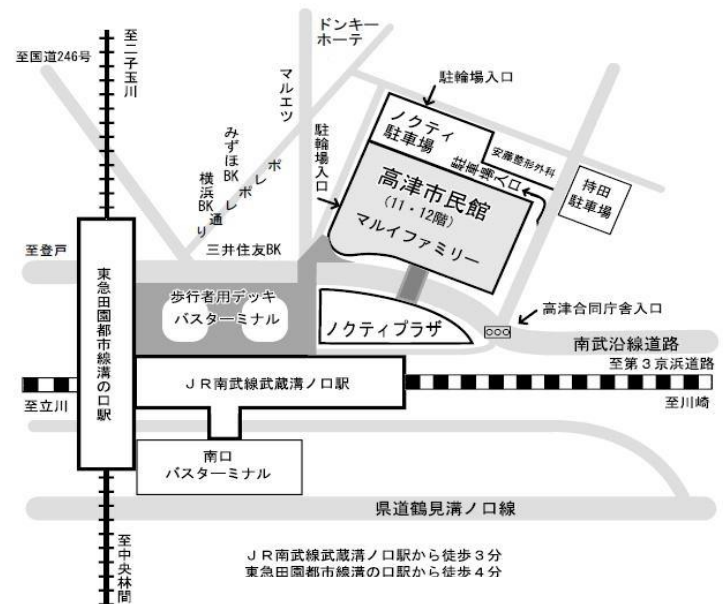 ドンキー
ホーテ
至国道246号
至二子玉川
マルエツ
駐輪場入口
みずほBK
横浜BK
ポレポレ通り
駐輪場入口
ノクティ
駐車場
安藤整形外科
駐車場入口
持田
駐車場
高津市民館
(11・12階)
マルイファミリー
至登戸
三井住友BK
歩行者用デッキ
バスターミナル
ノクティプラザ
高津合同庁舎入口
南武沿線道路
至第3京浜道路
東急田園都市線溝の口駅
JR南武線武蔵溝ノ口駅
至立川
至川崎
南口
バスターミナル
県道鶴見溝ノ口線
至中央林間
JR南武線武蔵溝ノ口駅から徒歩3分
東急田園都市線溝の口駅から徒歩4分